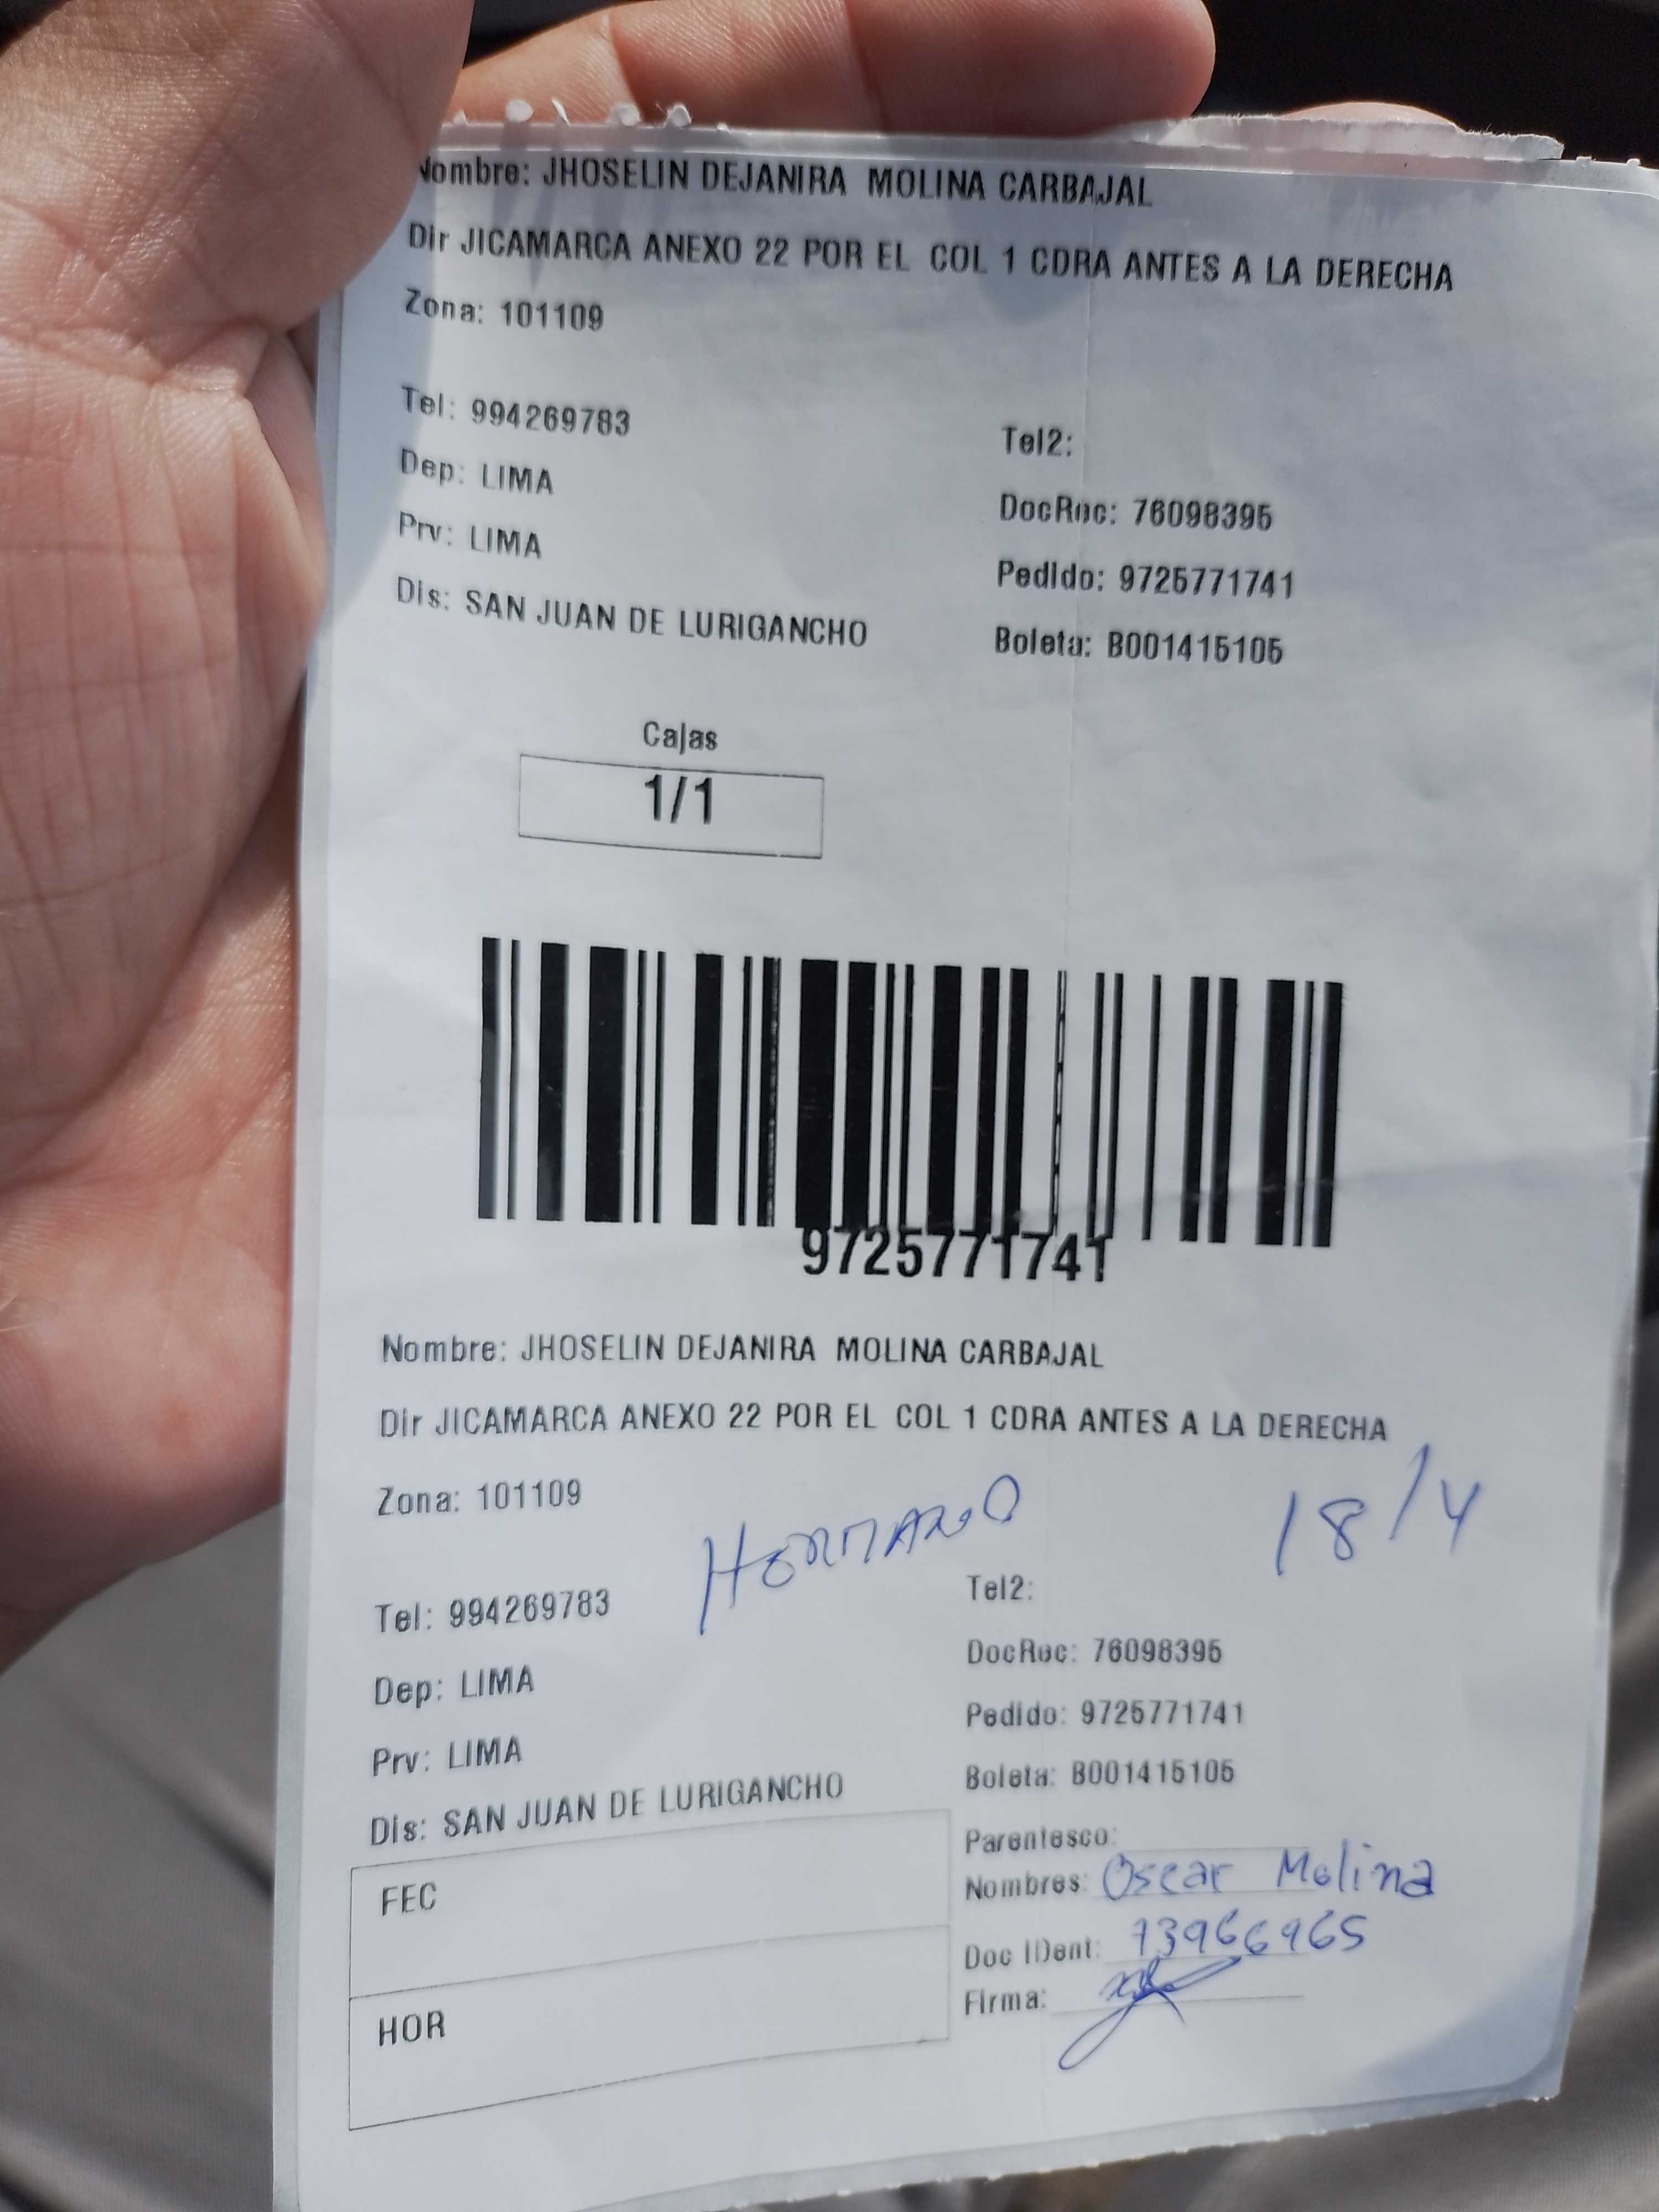 Nombre: JHOSELIN DEJANIRA MOLINA CARBAJAL
Dir JICAMARCA ANEXO 22 POR EL COL 1 CDRA ANTES A LA DERECHA
Zona: 101109
Tel: 994269783
Tel2:
Dep: LIMA
DocRuc: 76098395
Prv: LIMA
Pedido: 9725771741
Dis: SAN JUAN DE LURIGANCHO
Boleta: B001415105
Cajas
1/1
9725771741
Nombre: JHOSELIN DEJANIRA MOLINA CARBAJAL
Dir JICAMARCA ANEXO 22 POR EL COL 1 CDRA ANTES A LA DERECHA
Zona: 101109
HERMANO
18/4
Tel: 994269783
Tel2:
DocRuc: 76098395
Dep: LIMA
Pedido: 9725771741
Prv: LIMA
Boleta: B001415105
Dis: SAN JUAN DE LURIGANCHO
Parentesco:
FEC
Nombres: Oscar Molina
Doc IDent: 73966965
Firma:
HOR